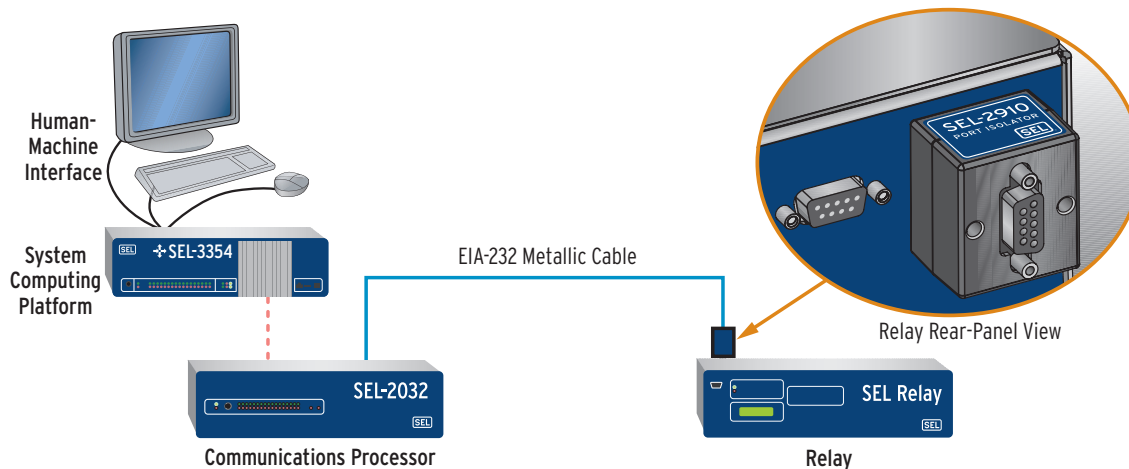 Human-
Machine
Interface
System
Computing
Platform
SEL
SEL-3354
EIA-232 Metallic Cable
SEL-2910
PORT ISOLATOR
SEL
Relay Rear-Panel View
SEL-2032
SEL
Communications Processor
SEL Relay
SEL
Relay